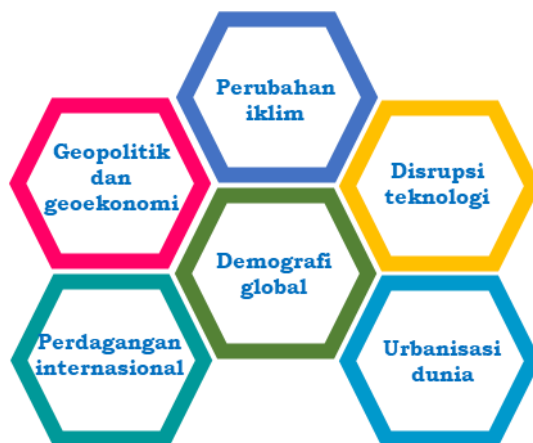 Perubahan
iklim
Geopolitik
dan
geoekonomi
Disrupsi
teknologi
Demografi
global
Perdagangan
internasional
Urbanisasi
dunia